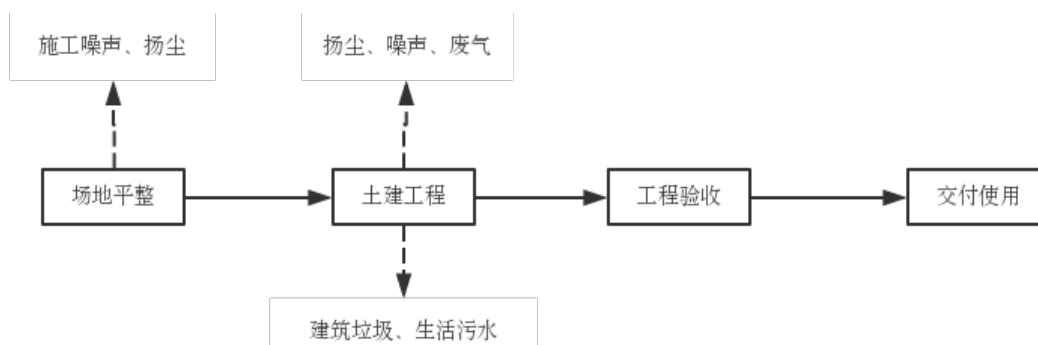 施工噪声、扬尘
扬尘、噪声、废气
场地平整
土建工程
工程验收
交付使用
建筑垃圾、生活污水